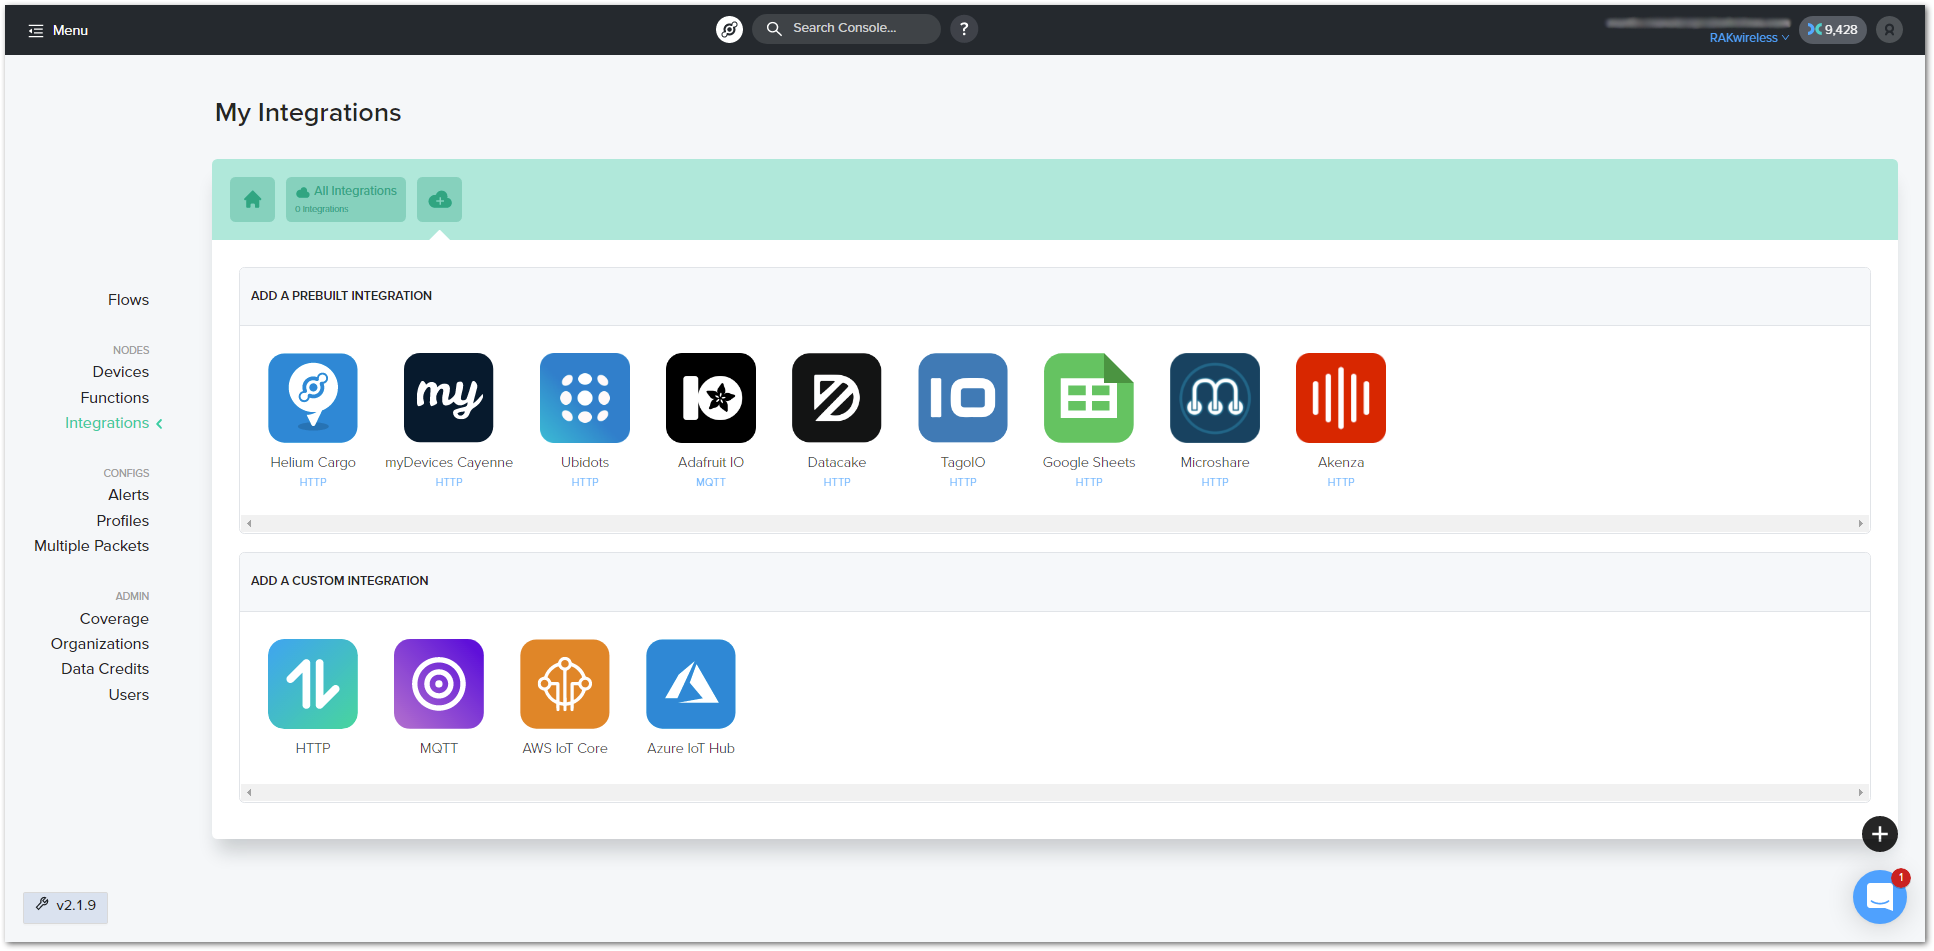 Menu
Search Console...
?
RAKwireless
9,428
My Integrations
All Integrations
0 Integrations
Flows
NODES
Devices
Functions
Integrations
CONFIGS
Alerts
Profiles
Multiple Packets
ADMIN
Coverage
Organizations
Data Credits
Users
v2.1.9
ADD A PREBUILT INTEGRATION
my
IO
IO
Helium Cargo
HTTP
myDevices Cayenne
HTTP
Ubidots
HTTP
Adafruit IO
MQTT
Datacake
HTTP
TagoIO
HTTP
Google Sheets
HTTP
Microshare
HTTP
Akenza
HTTP
ADD A CUSTOM INTEGRATION
HTTP
MQTT
AWS IoT Core
Azure IoT Hub
1